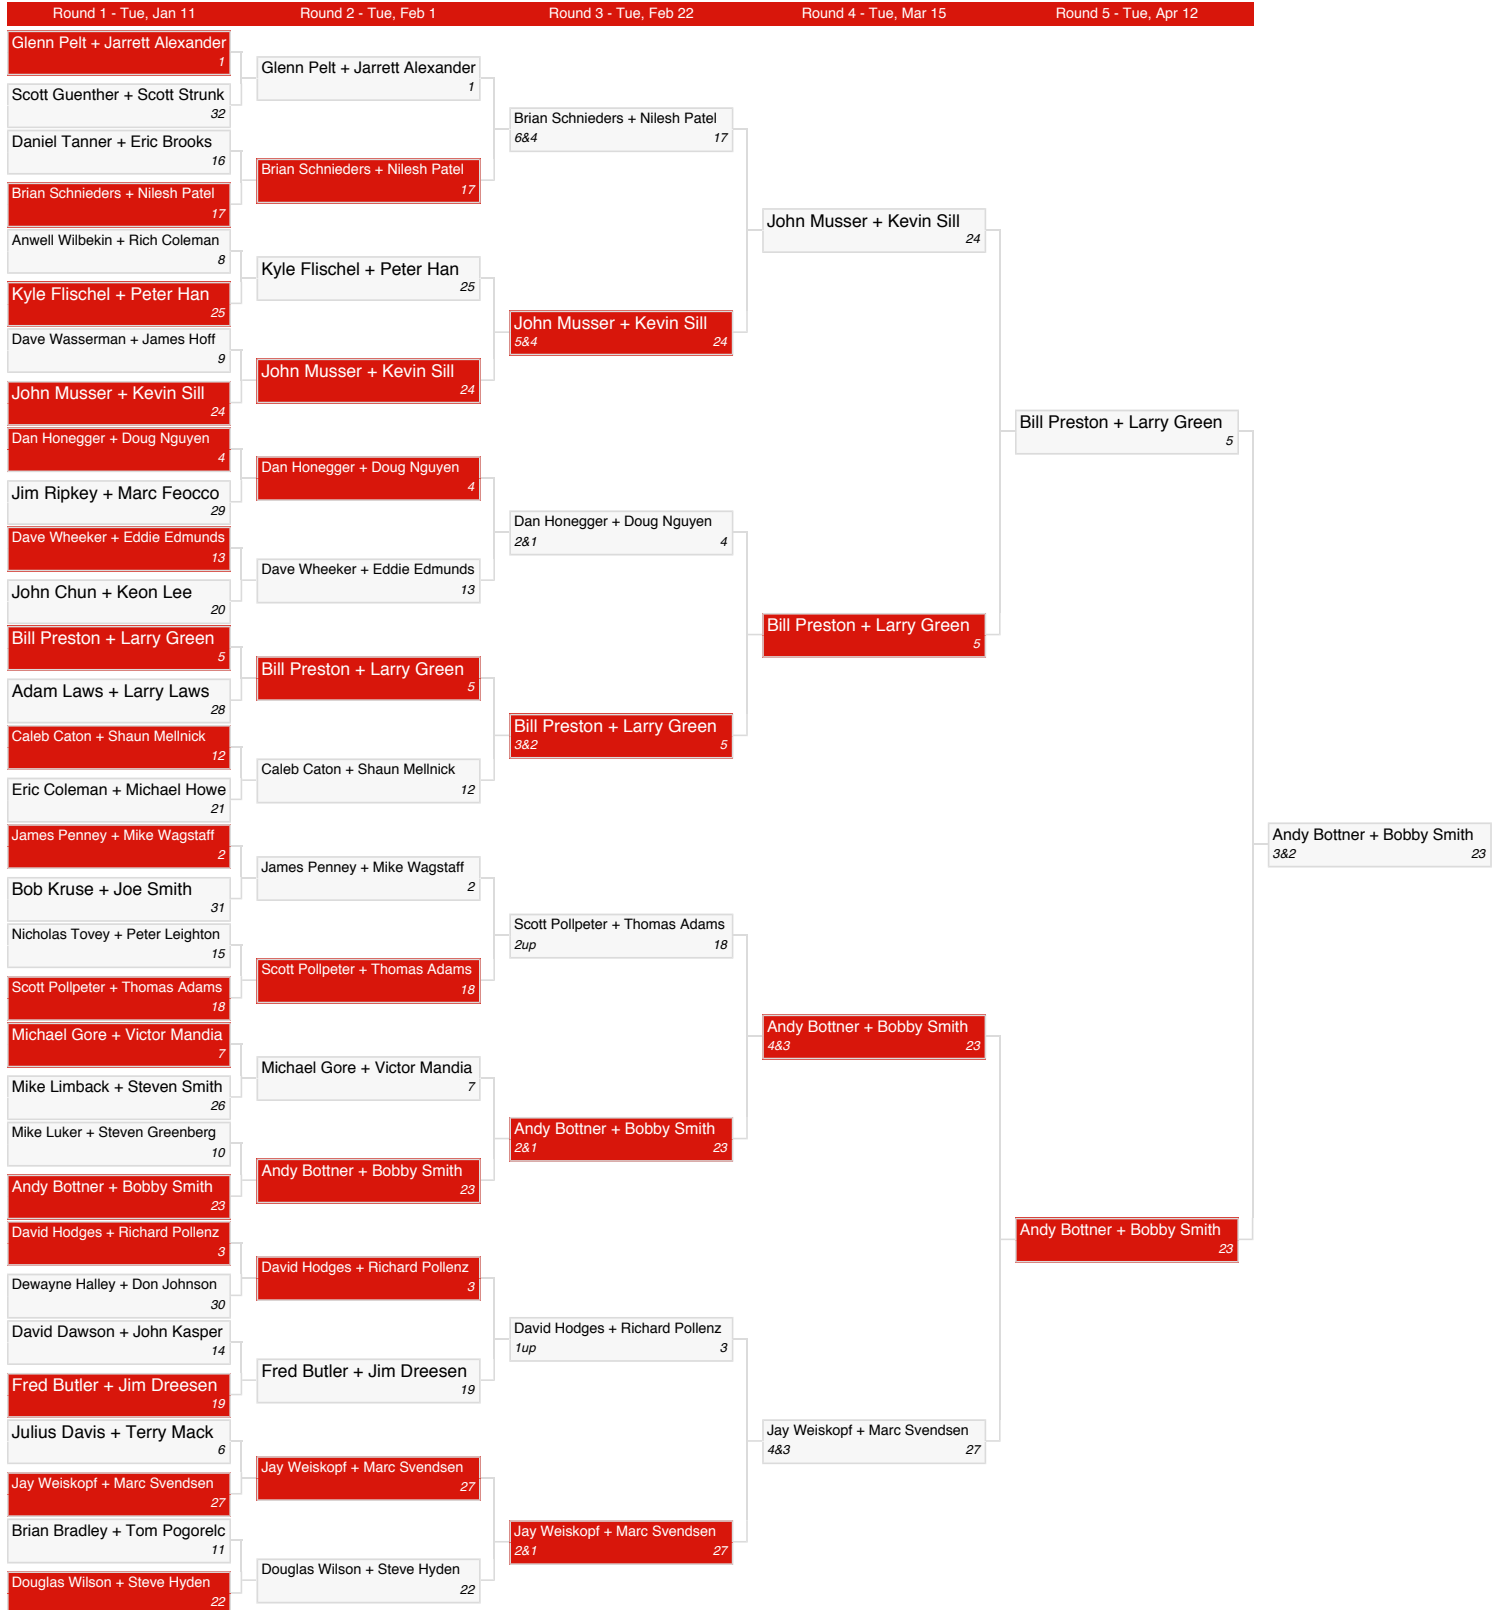 Round 1 - Tue, Jan 11
Round 2 - Tue, Feb 1
Round 3 - Tue, Feb 22
Round 4 - Tue, Mar 15
Round 5 - Tue, Apr 12
Glenn Pelt + Jarrett Alexander
1
Scott Guenther + Scott Strunk
32
Daniel Tanner + Eric Brooks
16
Brian Schnieders + Nilesh Patel
17
Anwell Wilbekin + Rich Coleman
8
Kyle Flischel + Peter Han
25
Dave Wasserman + James Hoff
9
John Musser + Kevin Sill
24
Dan Honegger + Doug Nguyen
4
Jim Ripkey + Marc Feocco
29
Dave Wheeker + Eddie Edmunds
13
John Chun + Keon Lee
20
Bill Preston + Larry Green
5
Adam Laws + Larry Laws
28
Caleb Caton + Shaun Mellnick
12
Eric Coleman + Michael Howe
21
James Penney + Mike Wagstaff
2
Bob Kruse + Joe Smith
31
Nicholas Tovey + Peter Leighton
15
Scott Pollpeter + Thomas Adams
18
Michael Gore + Victor Mandia
7
Mike Limback + Steven Smith
26
Mike Luker + Steven Greenberg
10
Andy Bottner + Bobby Smith
23
David Hodges + Richard Pollenz
3
Dewayne Halley + Don Johnson
30
David Dawson + John Kasper
14
Fred Butler + Jim Dreesen
19
Julius Davis + Terry Mack
6
Jay Weiskopf + Marc Svendsen
27
Brian Bradley + Tom Pogorelc
11
Douglas Wilson + Steve Hyden
22
Glenn Pelt + Jarrett Alexander
1
Brian Schnieders + Nilesh Patel
17
Kyle Flischel + Peter Han
25
John Musser + Kevin Sill
24
Dan Honegger + Doug Nguyen
4
Dave Wheeker + Eddie Edmunds
13
Bill Preston + Larry Green
5
Caleb Caton + Shaun Mellnick
12
James Penney + Mike Wagstaff
2
Scott Pollpeter + Thomas Adams
18
Michael Gore + Victor Mandia
7
Andy Bottner + Bobby Smith
23
David Hodges + Richard Pollenz
3
Fred Butler + Jim Dreesen
19
Jay Weiskopf + Marc Svendsen
27
Douglas Wilson + Steve Hyden
22
Brian Schnieders + Nilesh Patel
6&4 17
John Musser + Kevin Sill
5&4 24
Dan Honegger + Doug Nguyen
2&1 4
Bill Preston + Larry Green
3&2 5
Scott Pollpeter + Thomas Adams
2up 18
Andy Bottner + Bobby Smith
2&1 23
David Hodges + Richard Pollenz
1up 3
Jay Weiskopf + Marc Svendsen
2&1 27
John Musser + Kevin Sill
24
Bill Preston + Larry Green
5
Andy Bottner + Bobby Smith
4&3 23
Jay Weiskopf + Marc Svendsen
4&3 27
Bill Preston + Larry Green
5
Andy Bottner + Bobby Smith
23
Andy Bottner + Bobby Smith
3&2 23